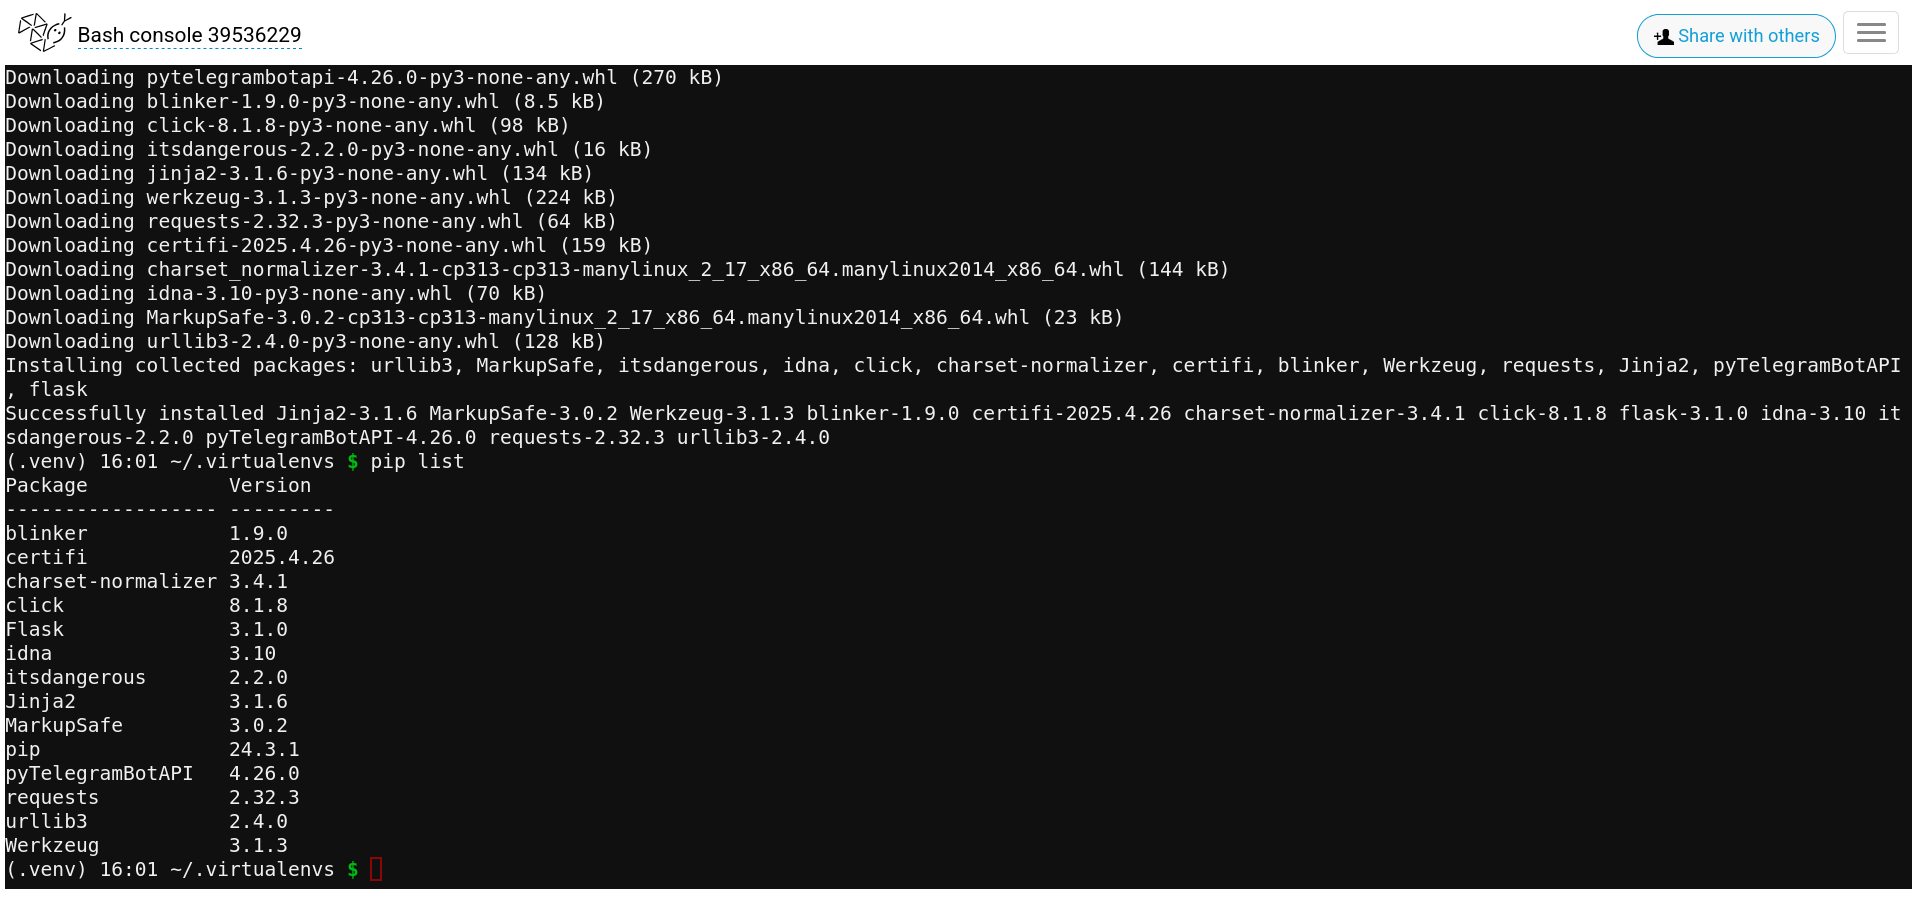 Bash console 39536229
Share with others
Downloading pytelegrambotapi-4.26.0-py3-none-any.whl (270 kB)
Downloading blinker-1.9.0-py3-none-any.whl (8.5 kB)
Downloading click-8.1.8-py3-none-any.whl (98 kB)
Downloading itsdangerous-2.2.0-py3-none-any.whl (16 kB)
Downloading jinja2-3.1.6-py3-none-any.whl (134 kB)
Downloading werkzeug-3.1.3-py3-none-any.whl (224 kB)
Downloading requests-2.32.3-py3-none-any.whl (64 kB)
Downloading certifi-2025.4.26-py3-none-any.whl (159 kB)
Downloading charset_normalizer-3.4.1-cp313-cp313-manylinux_2_17_x86_64.manylinux2014_x86_64.whl (144 kB)
Downloading idna-3.10-py3-none-any.whl (70 kB)
Downloading MarkupSafe-3.0.2-cp313-cp313-manylinux_2_17_x86_64.manylinux2014_x86_64.whl (23 kB)
Downloading urllib3-2.4.0-py3-none-any.whl (128 kB)
Installing collected packages: urllib3, MarkupSafe, itsdangerous, idna, click, charset-normalizer, certifi, blinker, Werkzeug, requests, Jinja2, pyTelegramBotAPI
, flask
Successfully installed Jinja2-3.1.6 MarkupSafe-3.0.2 Werkzeug-3.1.3 blinker-1.9.0 certifi-2025.4.26 charset-normalizer-3.4.1 click-8.1.8 flask-3.1.0 idna-3.10 it
sdangerous-2.2.0 pyTelegramBotAPI-4.26.0 requests-2.32.3 urllib3-2.4.0
(.venv) 16:01 ~/.virtualenvs $ pip list
Package            Version
------------------ ---------
blinker            1.9.0
certifi            2025.4.26
charset-normalizer 3.4.1
click              8.1.8
Flask              3.1.0
idna               3.10
itsdangerous       2.2.0
Jinja2             3.1.6
MarkupSafe         3.0.2
pip                24.3.1
pyTelegramBotAPI   4.26.0
requests           2.32.3
urllib3            2.4.0
Werkzeug           3.1.3
(.venv) 16:01 ~/.virtualenvs $